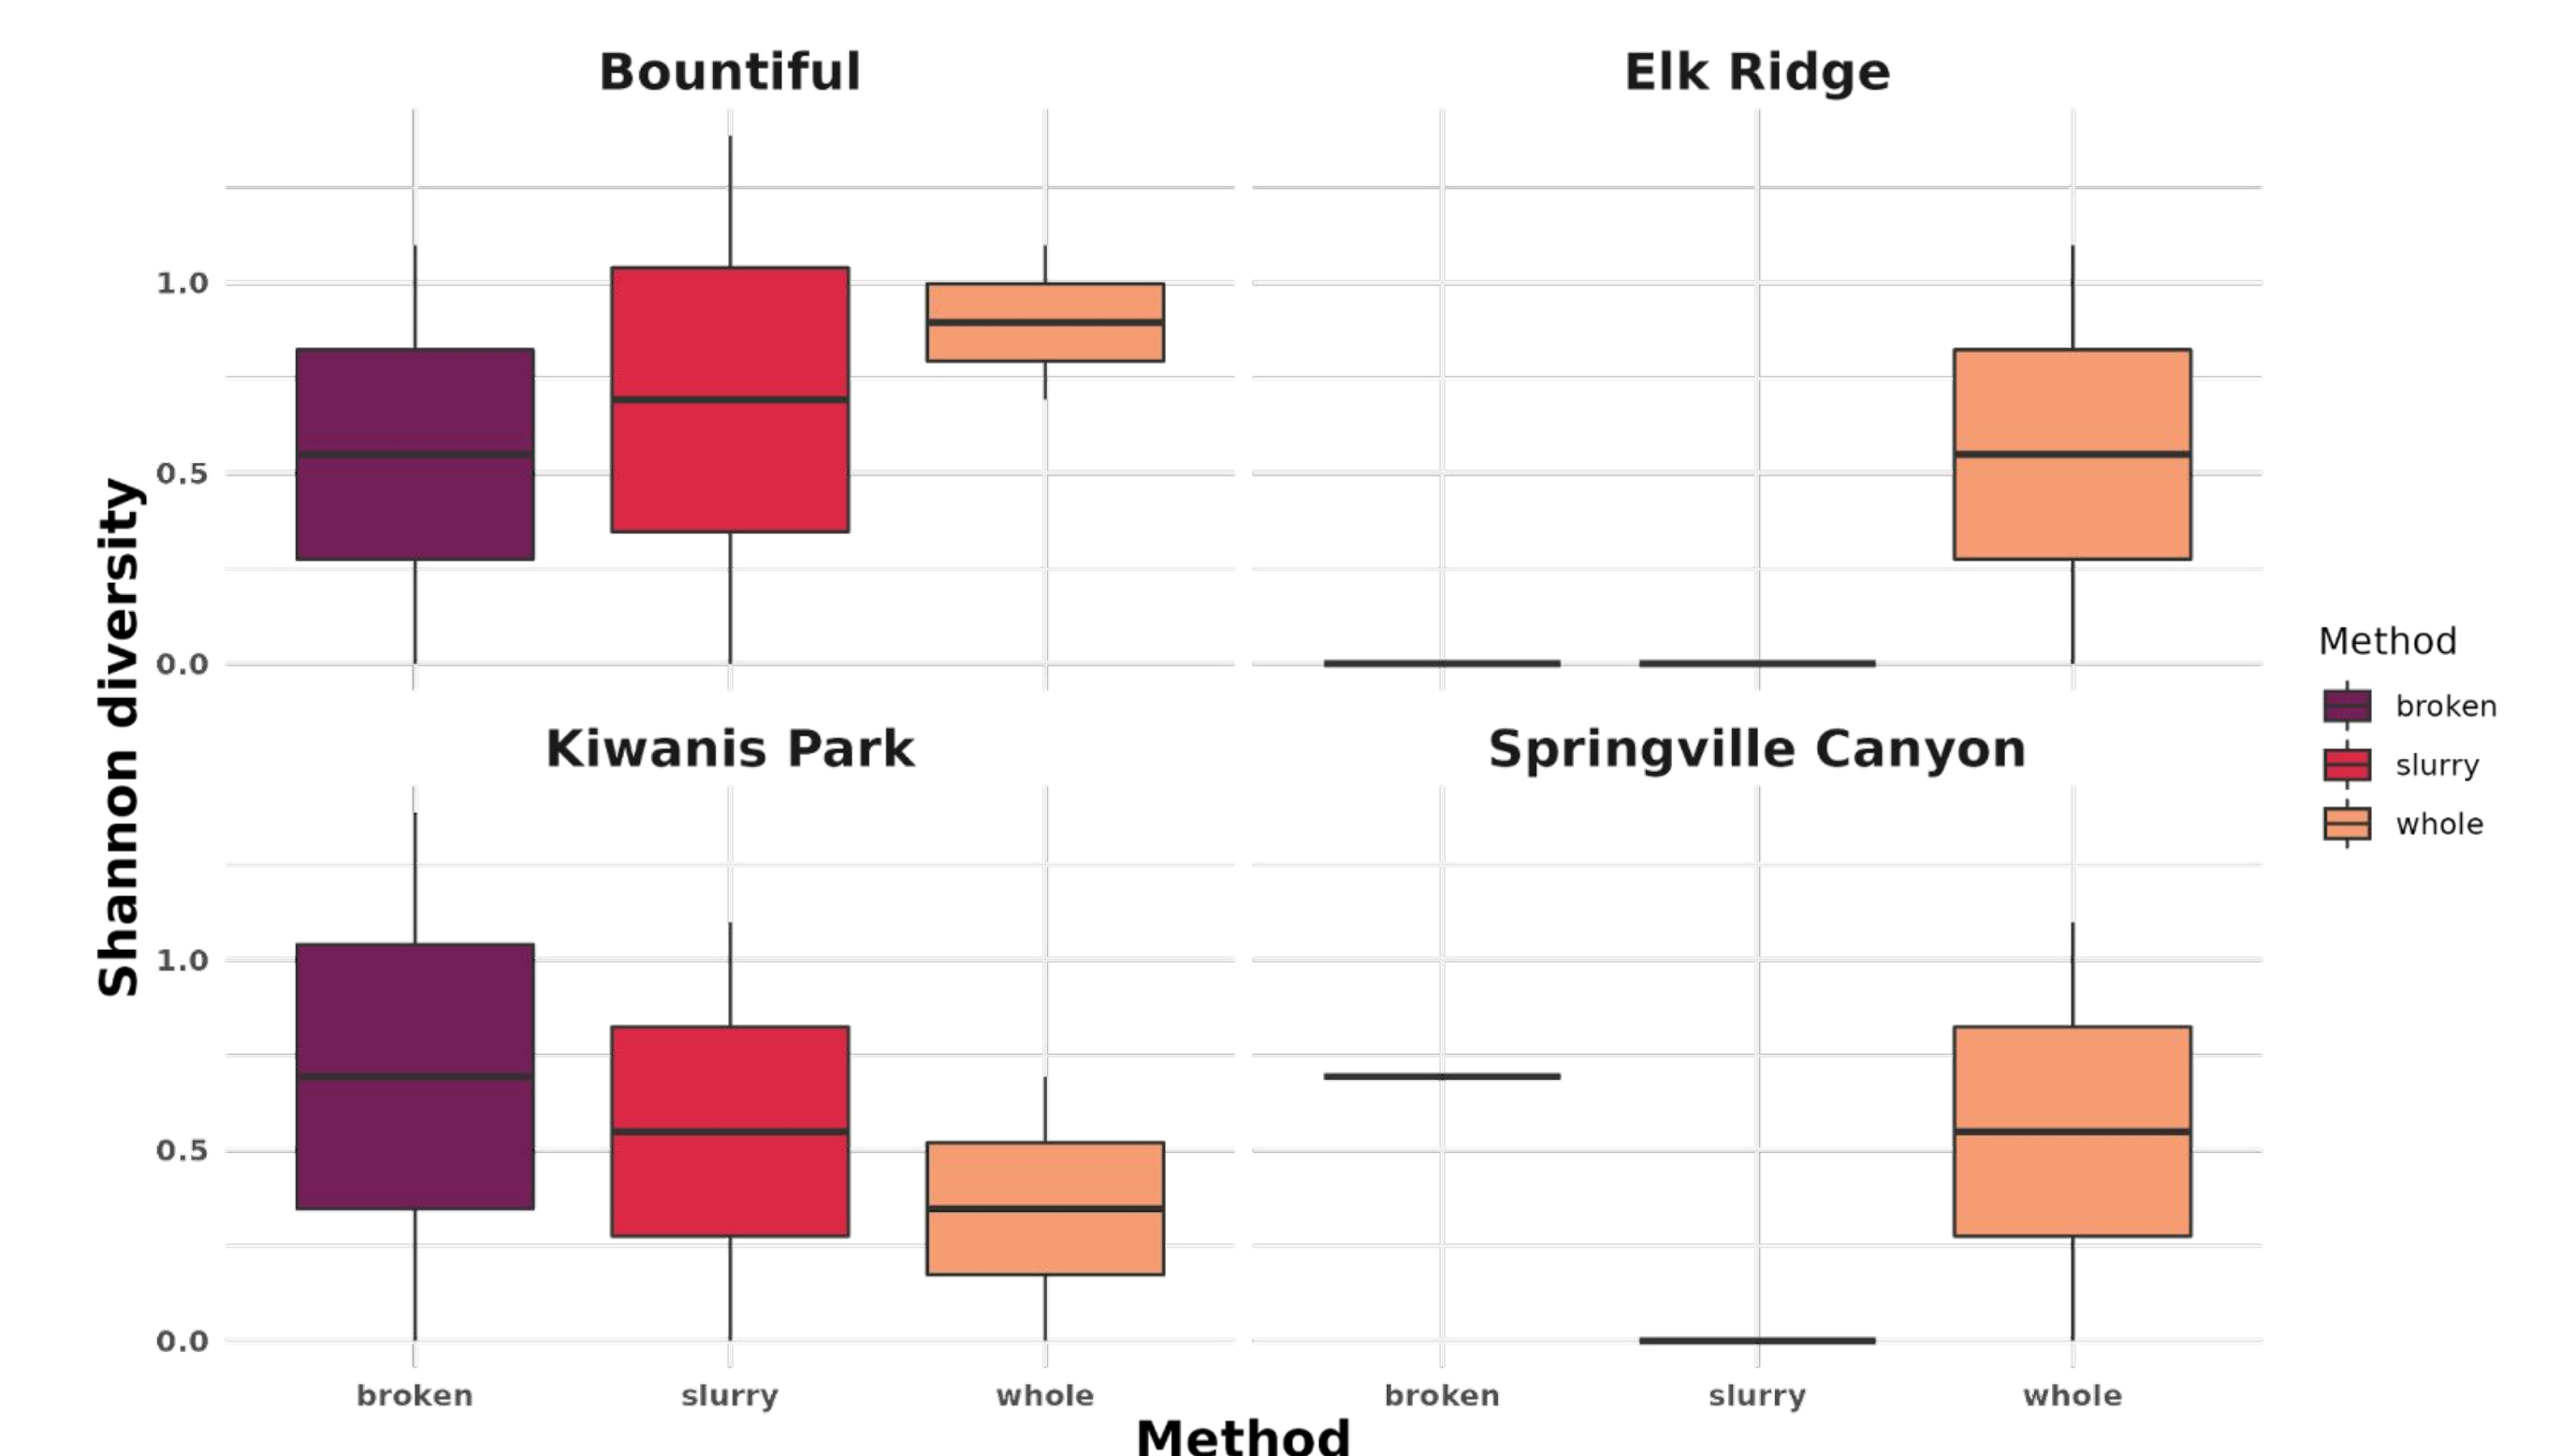 Bountiful
Elk Ridge
1.0
0.5
0.0
Kiwanis Park
Springville Canyon
1.0
0.5
0.0
Shannon diversity
broken slurry whole
broken slurry whole
Method
Method
broken
slurry
whole